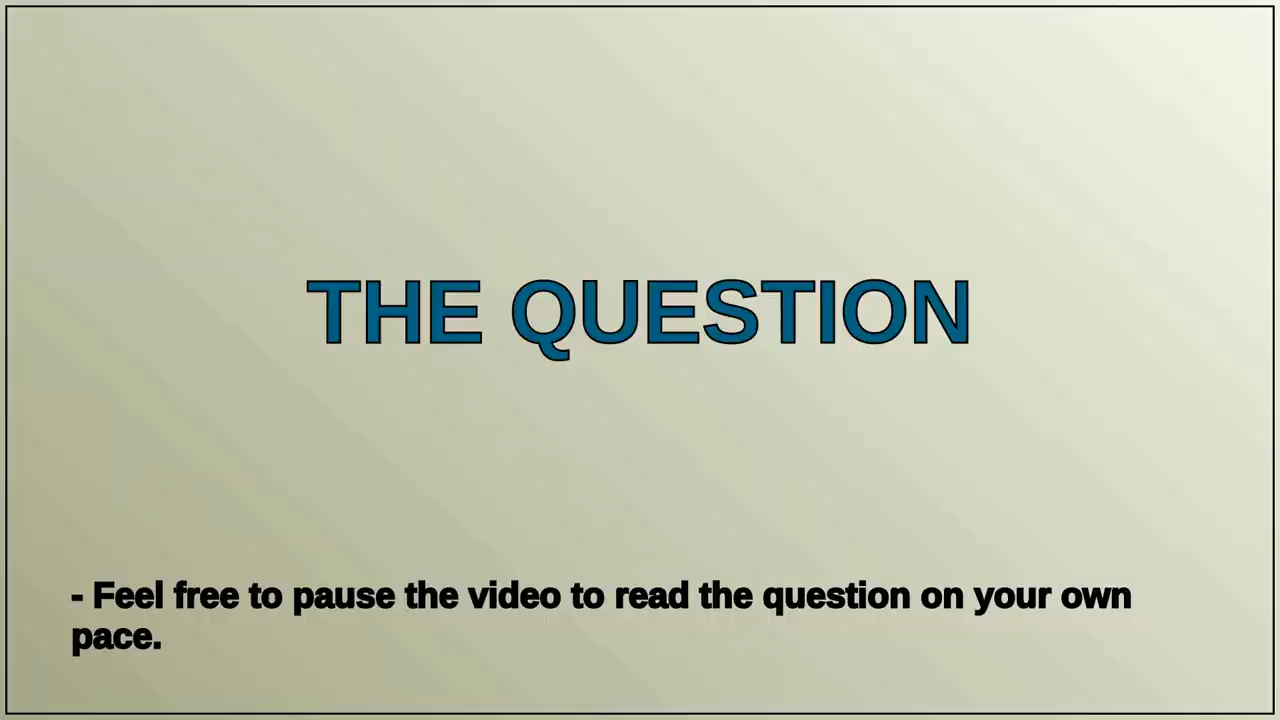 THE QUESTION
- Feel free to pause the video to read the question on your own
pace.